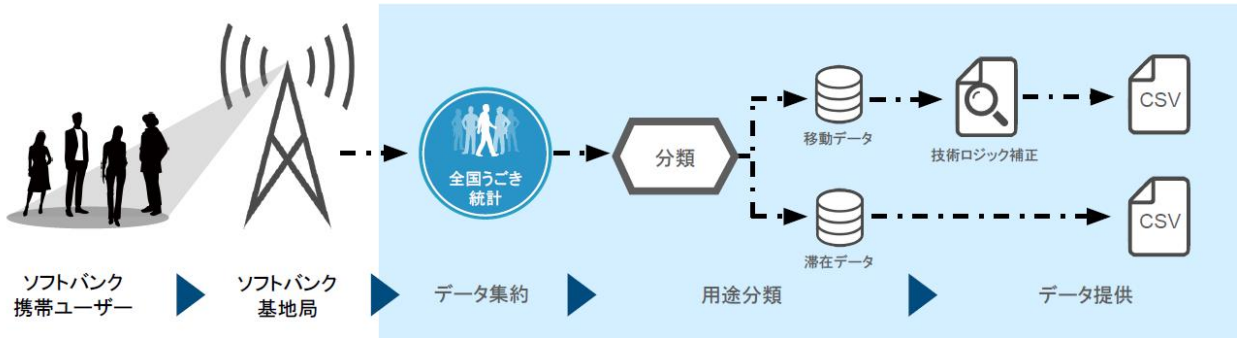 全国うごき
統計
分類
移動データ
技術ロジック補正
CSV
滞在データ
CSV
ソフトバンク
携帯ユーザー
ソフトバンク
基地局
データ集約
用途分類
データ提供